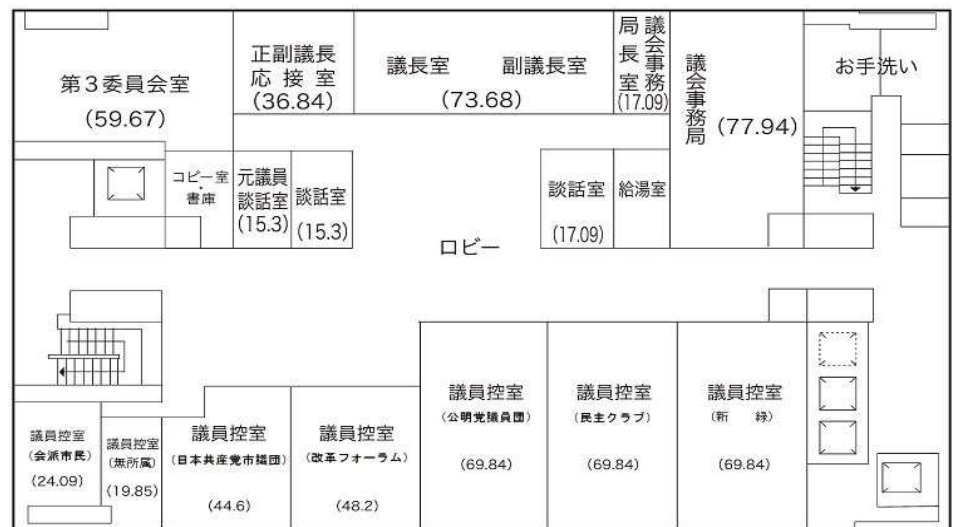 第3委員会室
(59.67)
正副議長
応接室
(36.84)
議長室　副議長室
(73.68)
議会事務
局長室
(17.09)
議会事務局
(77.94)
お手洗い
コピー室
・
書庫
元議員
談話室
(15.3)
談話室
(15.3)
ロビー
談話室
(17.09)
給湯室
議員控室
(会派市民)
(24.09)
議員控室
(無所属)
(19.85)
議員控室
(日本共産党市議団)
(44.6)
議員控室
(改革フォーラム)
(48.2)
議員控室
(公明党議員団)
(69.84)
議員控室
(民主クラブ)
(69.84)
議員控室
(新　緑)
(69.84)